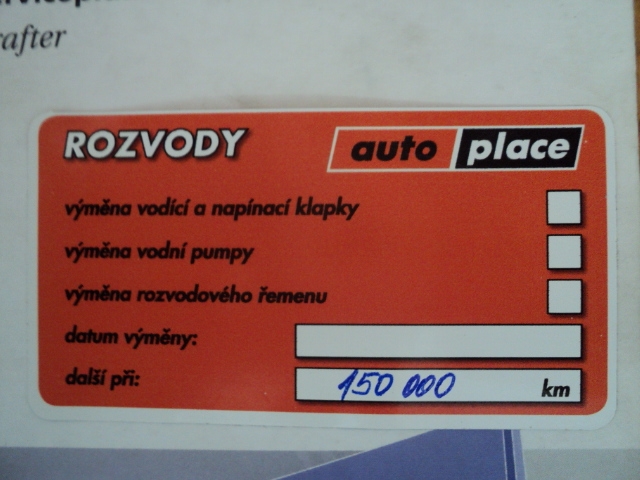 rafter
ROZVODY
auto place
výměna vodící a napínací klapky
výměna vodní pumpy
výměna rozvodového řemenu
datum výměny:
další při: 150 000 km